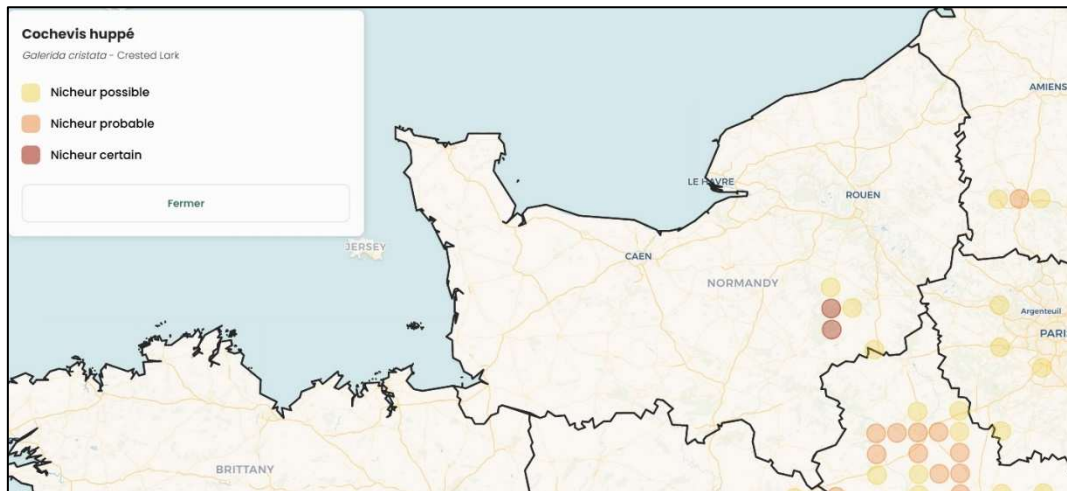 Cochevis huppé
Galerida cristata - Crested Lark
Nicheur possible
Nicheur probable
Nicheur certain
Fermer
AMIENS
LE HAVRE
ROUEN
JERSEY
CAEN
NORMANDY
Argenteuil
PARI
BRITTANY